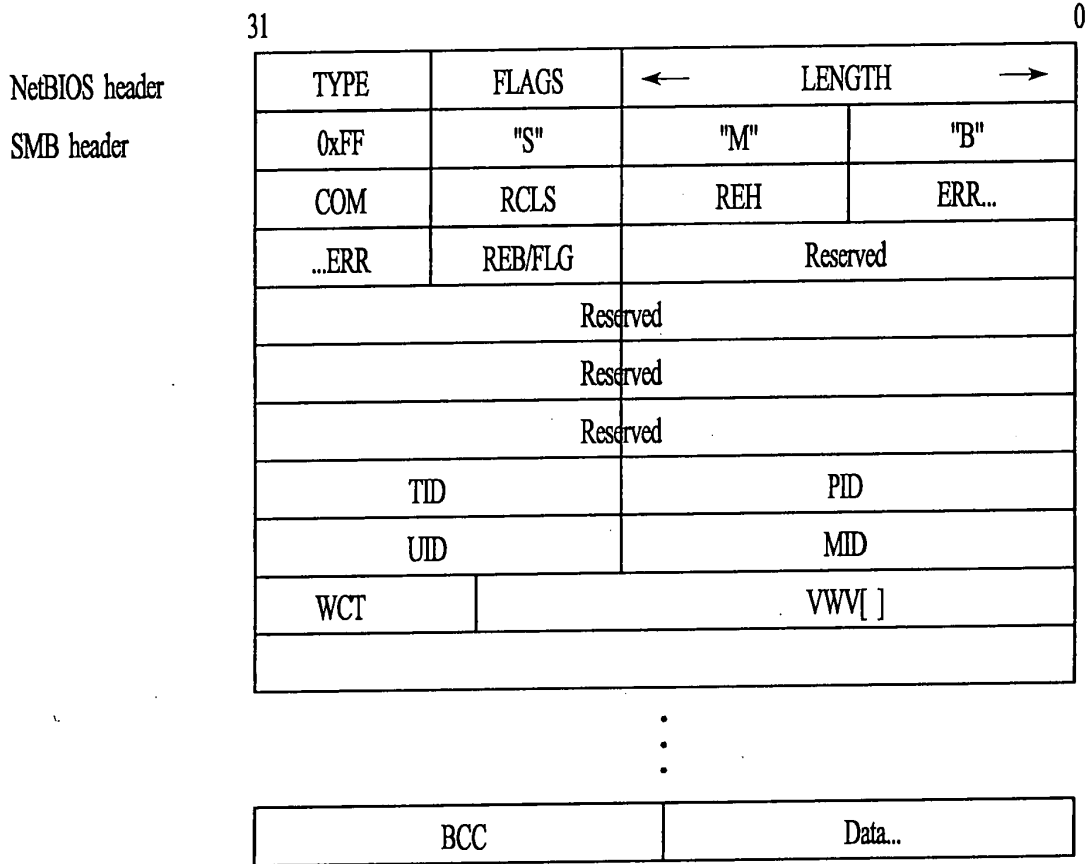 31 0
NetBIOS header TYPE FLAGS ← LENGTH →
SMB header 0xFF "S" "M" "B"
COM RCLS REH ERR...
...ERR REB/FLG Reserved
Reserved
Reserved
Reserved
TID PID
UID MID
WCT VWV[ ]
BCC Data...